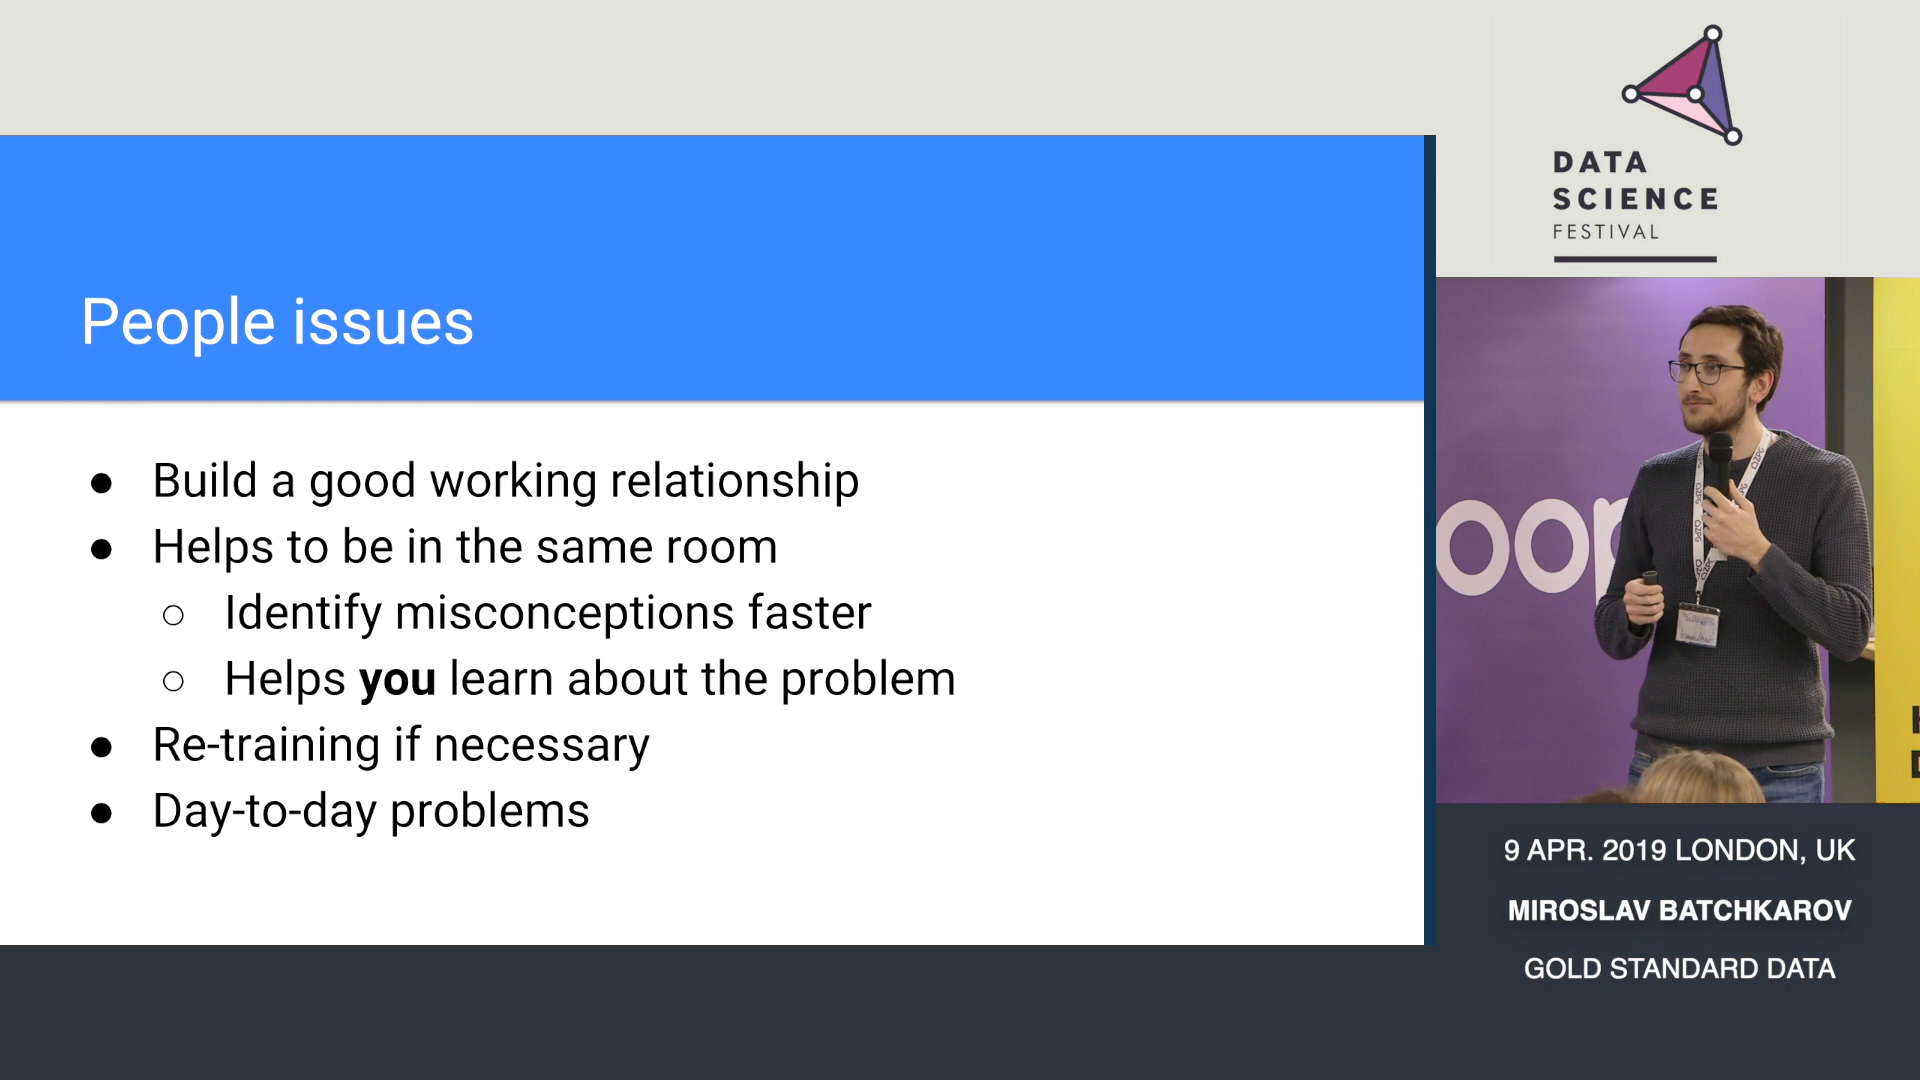 DATA
SCIENCE
FESTIVAL
People issues
● Build a good working relationship
● Helps to be in the same room
○ Identify misconceptions faster
○ Helps you learn about the problem
● Re-training if necessary
● Day-to-day problems
9 APR. 2019 LONDON, UK
MIROSLAV BATCHKAROV
GOLD STANDARD DATA